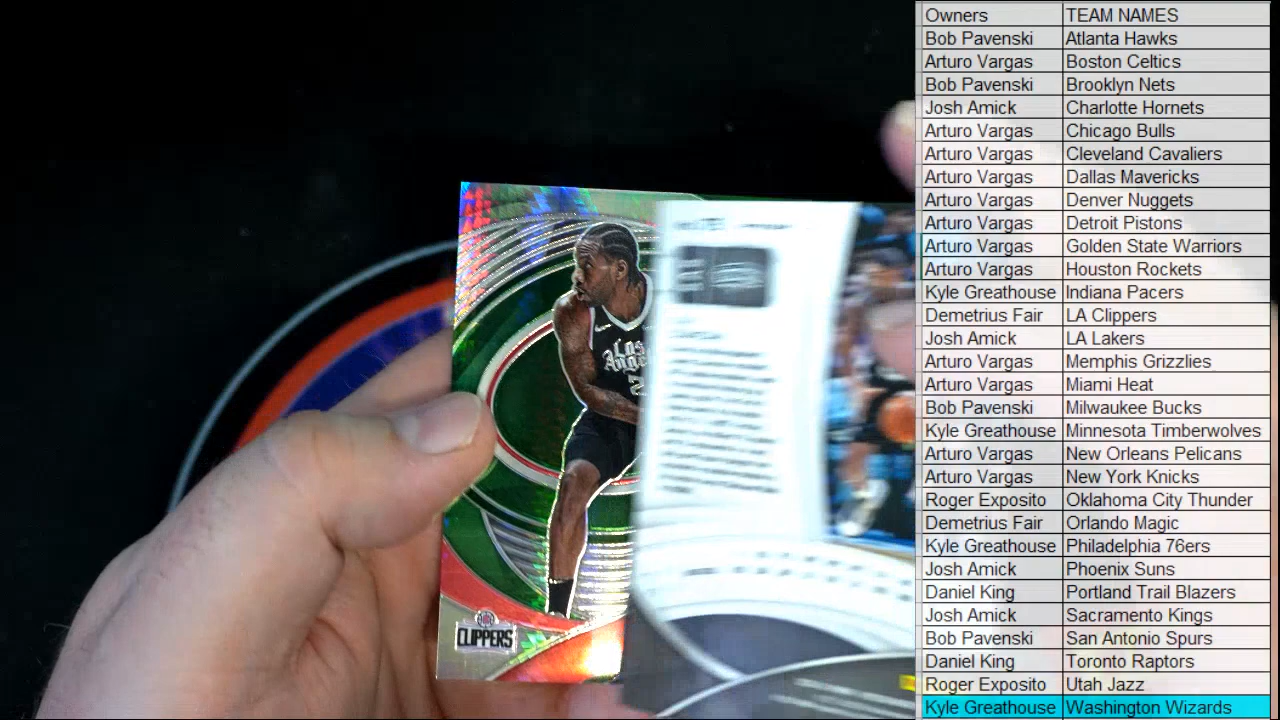 Owners TEAM NAMES
Bob Pavenski Atlanta Hawks
Arturo Vargas Boston Celtics
Bob Pavenski Brooklyn Nets
Josh Amick Charlotte Hornets
Arturo Vargas Chicago Bulls
Arturo Vargas Cleveland Cavaliers
Arturo Vargas Dallas Mavericks
Arturo Vargas Denver Nuggets
Arturo Vargas Detroit Pistons
Arturo Vargas Golden State Warriors
Arturo Vargas Houston Rockets
Kyle Greathouse Indiana Pacers
Demetrius Fair LA Clippers
Josh Amick LA Lakers
Arturo Vargas Memphis Grizzlies
Arturo Vargas Miami Heat
Bob Pavenski Milwaukee Bucks
Kyle Greathouse Minnesota Timberwolves
Arturo Vargas New Orleans Pelicans
Arturo Vargas New York Knicks
Roger Exposito Oklahoma City Thunder
Demetrius Fair Orlando Magic
Kyle Greathouse Philadelphia 76ers
Josh Amick Phoenix Suns
Daniel King Portland Trail Blazers
Josh Amick Sacramento Kings
Bob Pavenski San Antonio Spurs
Daniel King Toronto Raptors
Roger Exposito Utah Jazz
Kyle Greathouse Washington Wizards
Los
2
CLIPPERS